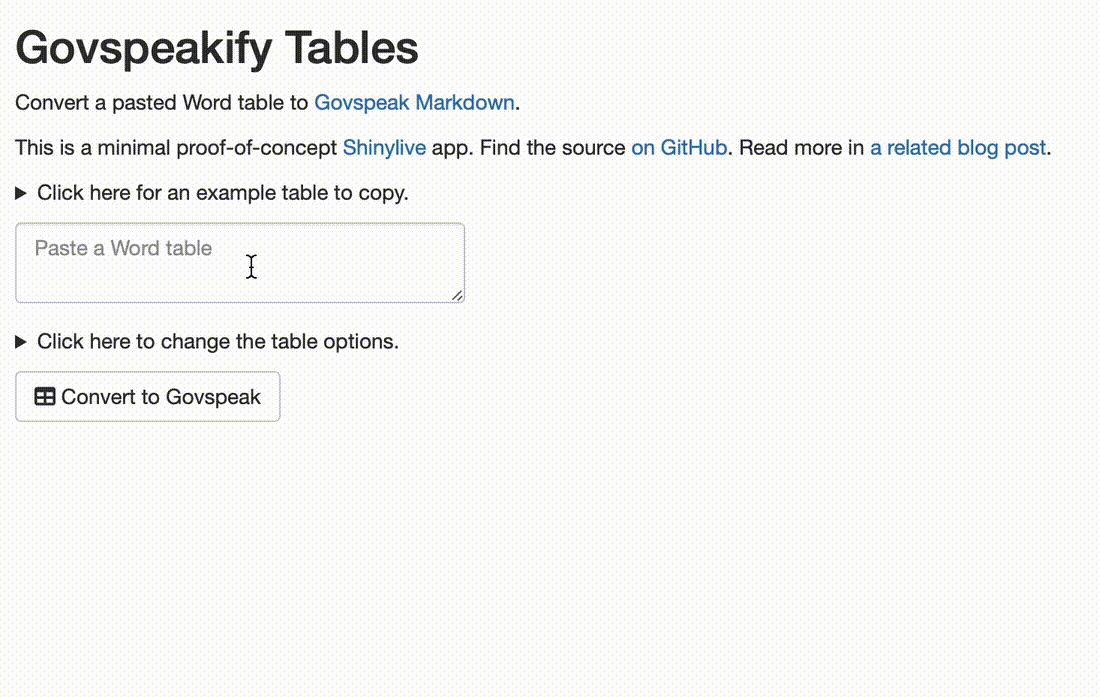 Govspeakify Tables
Convert a pasted Word table to Govspeak Markdown.
This is a minimal proof-of-concept Shinylive app. Find the source on GitHub. Read more in a related blog post.
Click here for an example table to copy.
Paste a Word table
Click here to change the table options.
Convert to Govspeak